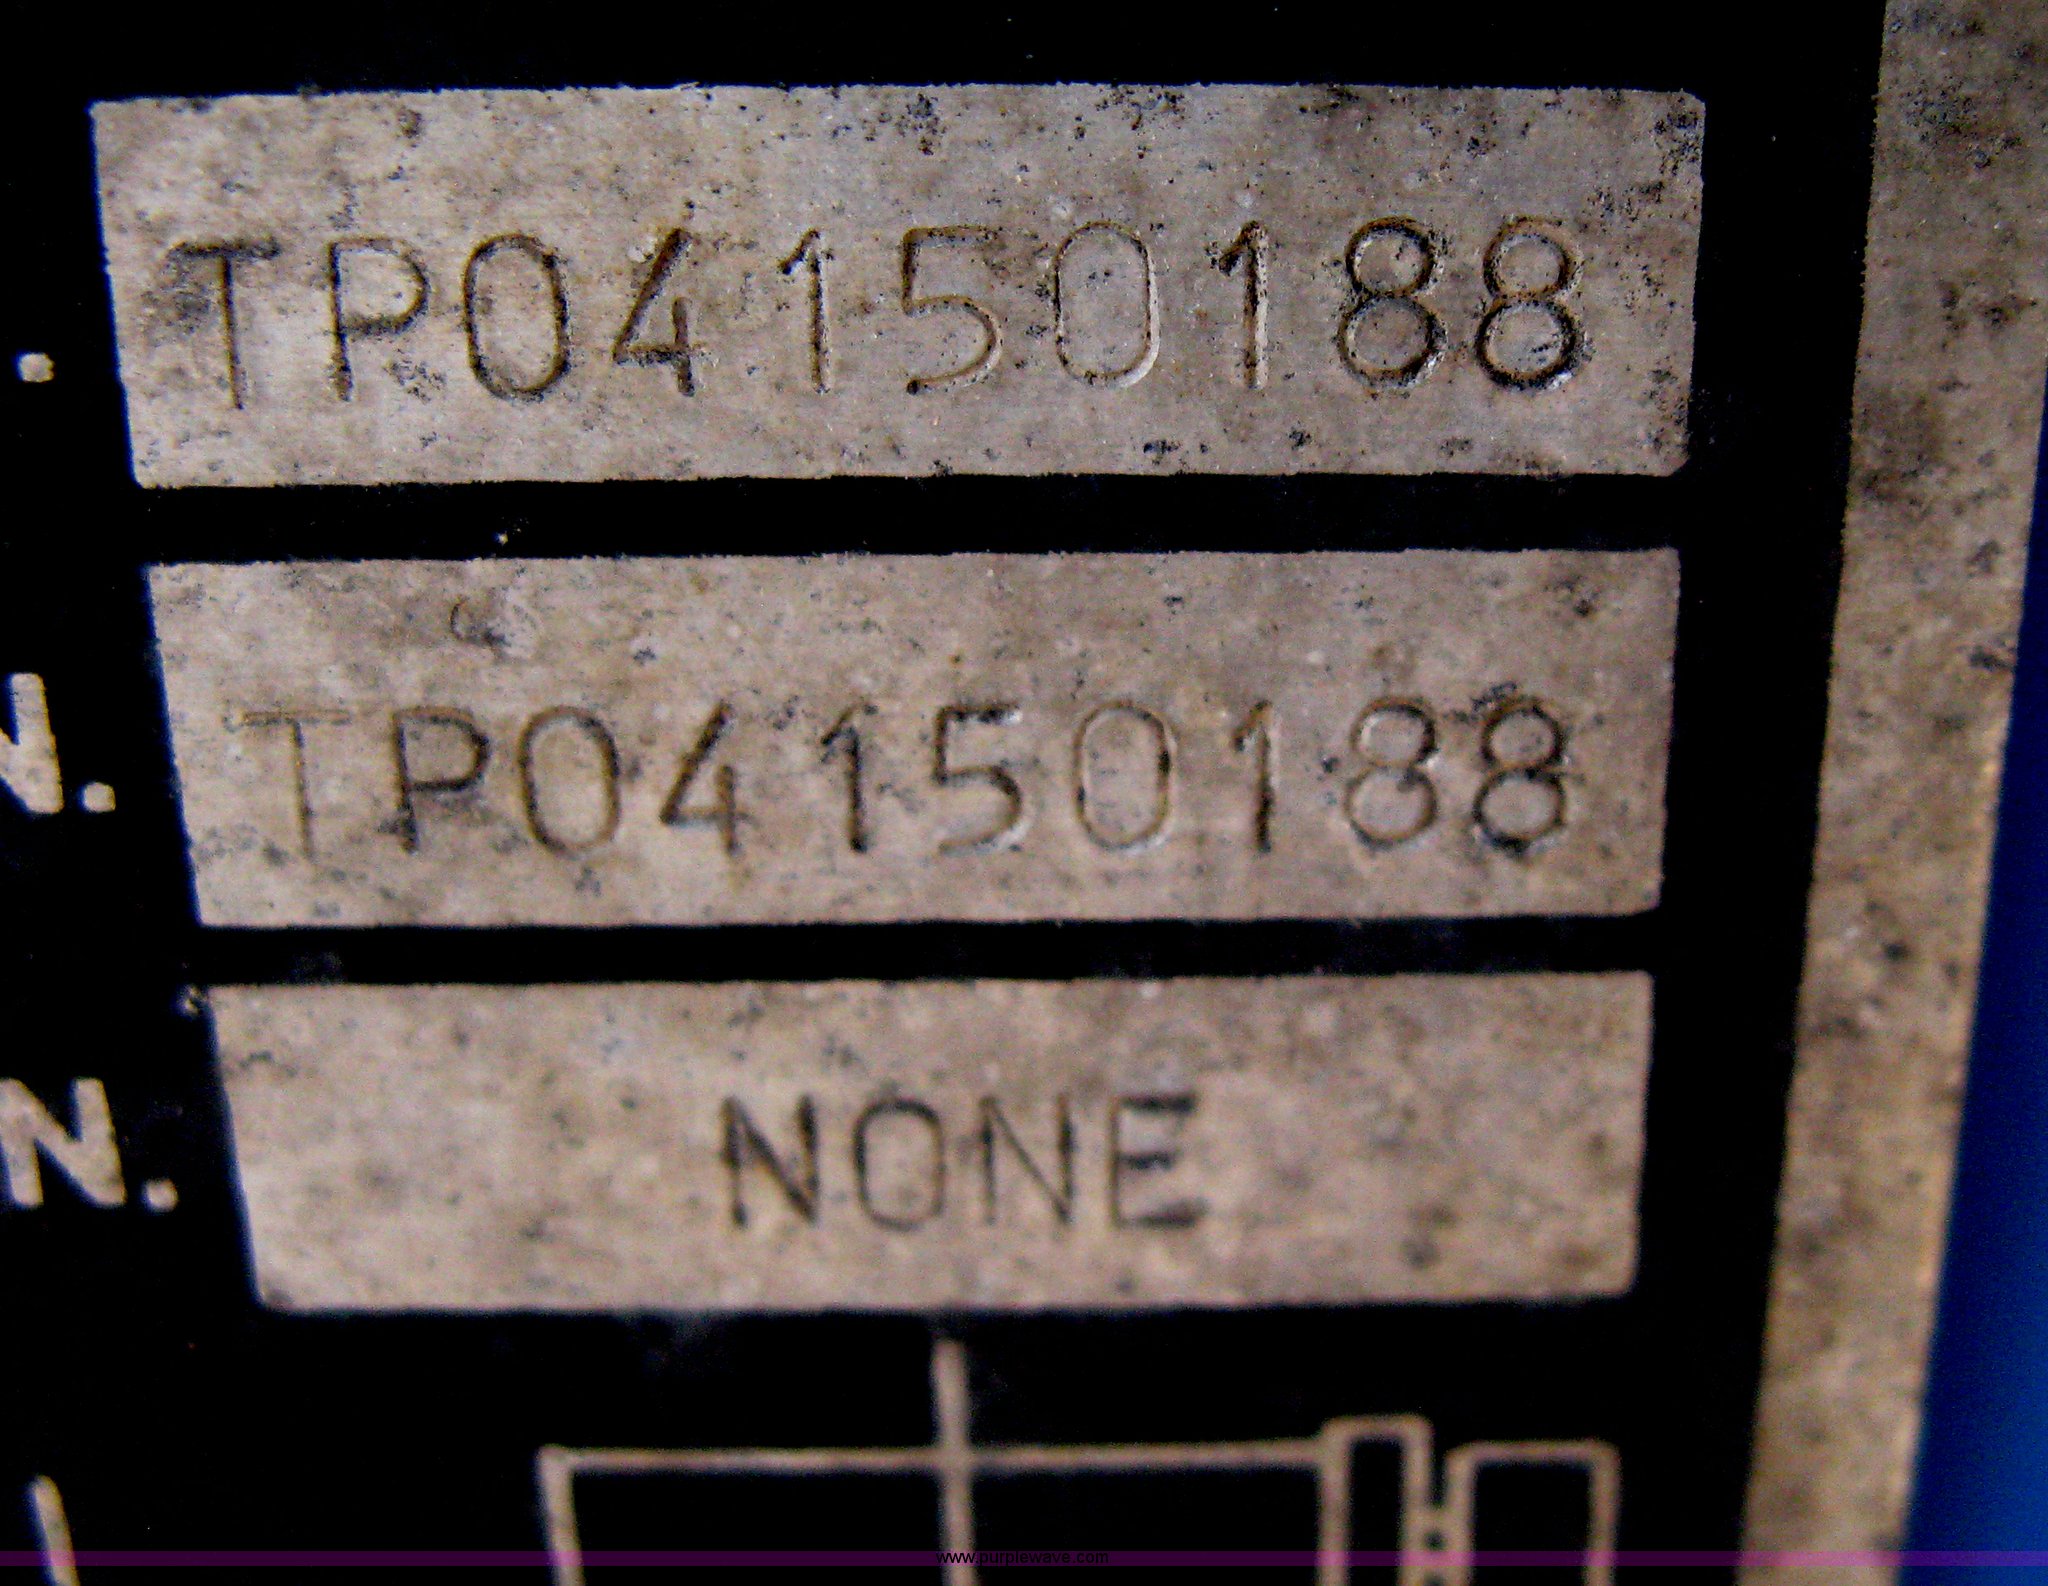 . TP04150188
N. TP04150188
N. NONE
www.purplewave.com